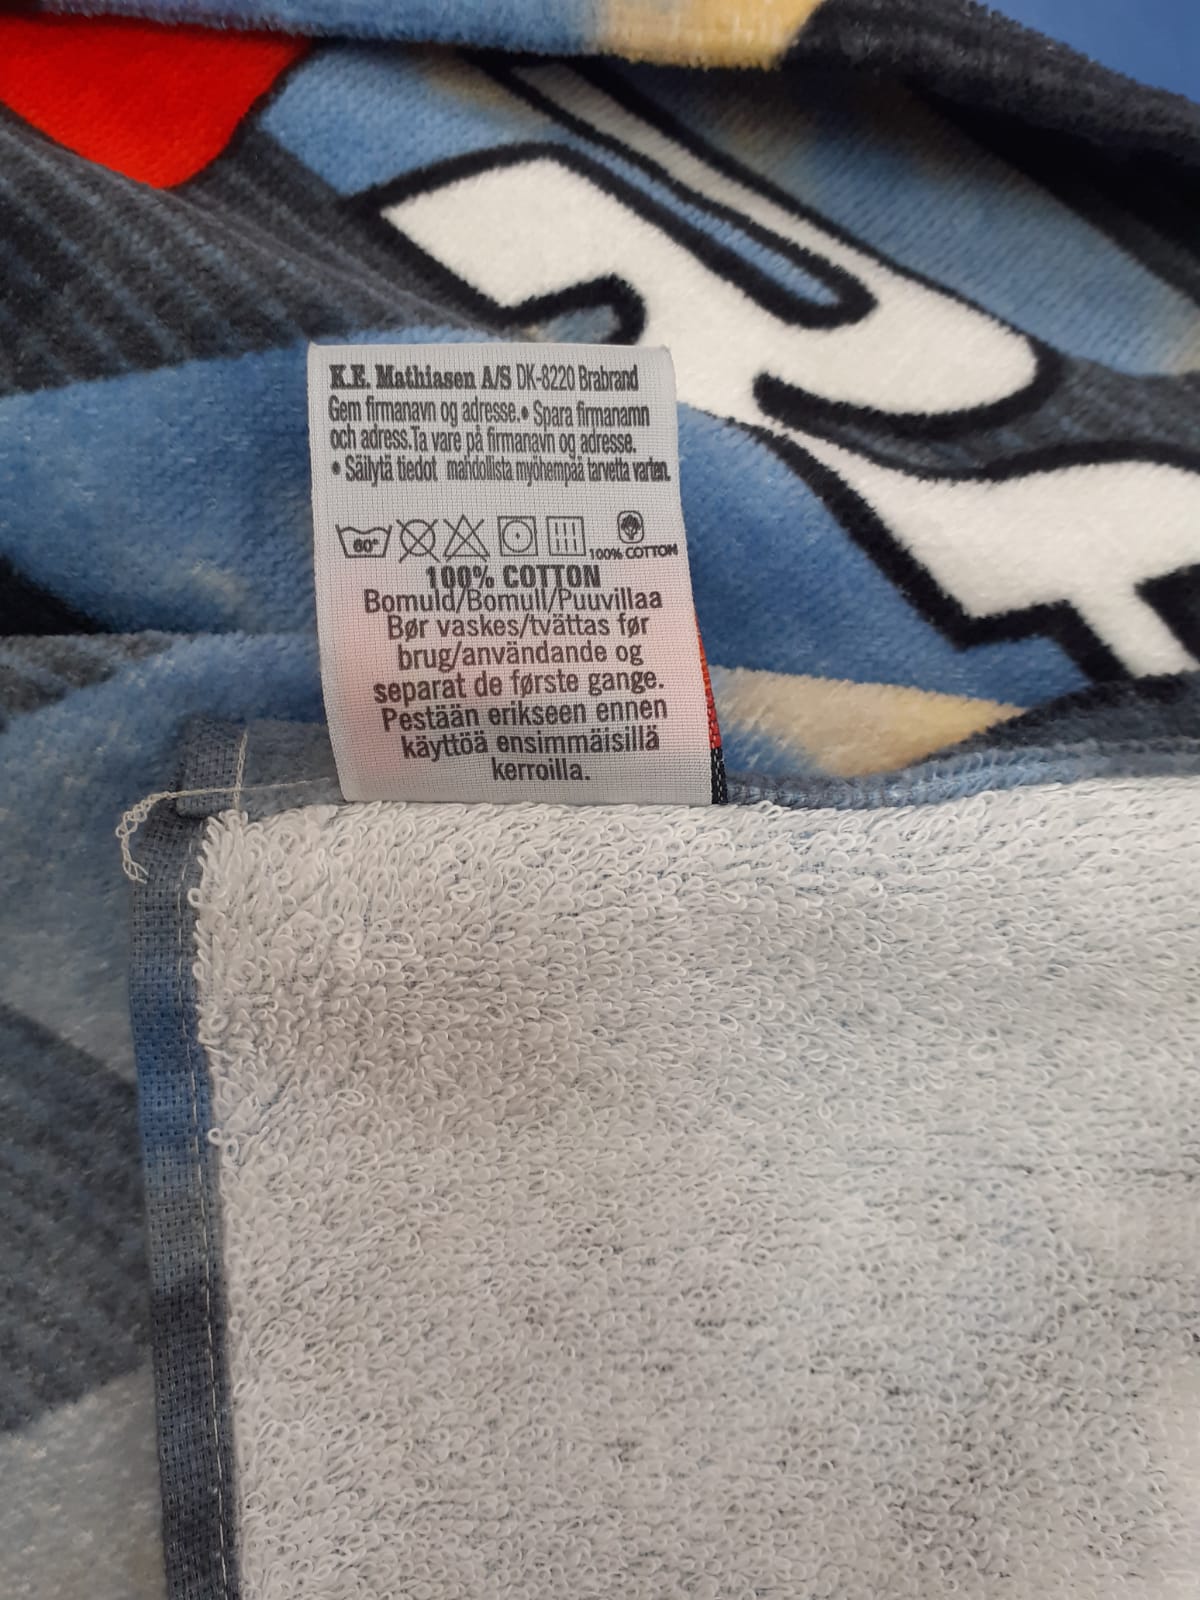 K.E. Mathiasen A/S DK-8220 Brabrand
Gem firmanavn og adresse.• Spara firmanamn
och adress.Ta vare på firmanavn og adresse.
• Säilytä tiedot mahdollista myöhempää tarvetta varten.
60°
100% COTTON
100% COTTON
Bomuld/Bomull/Puuvillaa
Bør vaskes/tvättas før
brug/användande og
separat de første gange.
Pestään erikseen ennen
käyttöä ensimmäisillä
kerroilla.